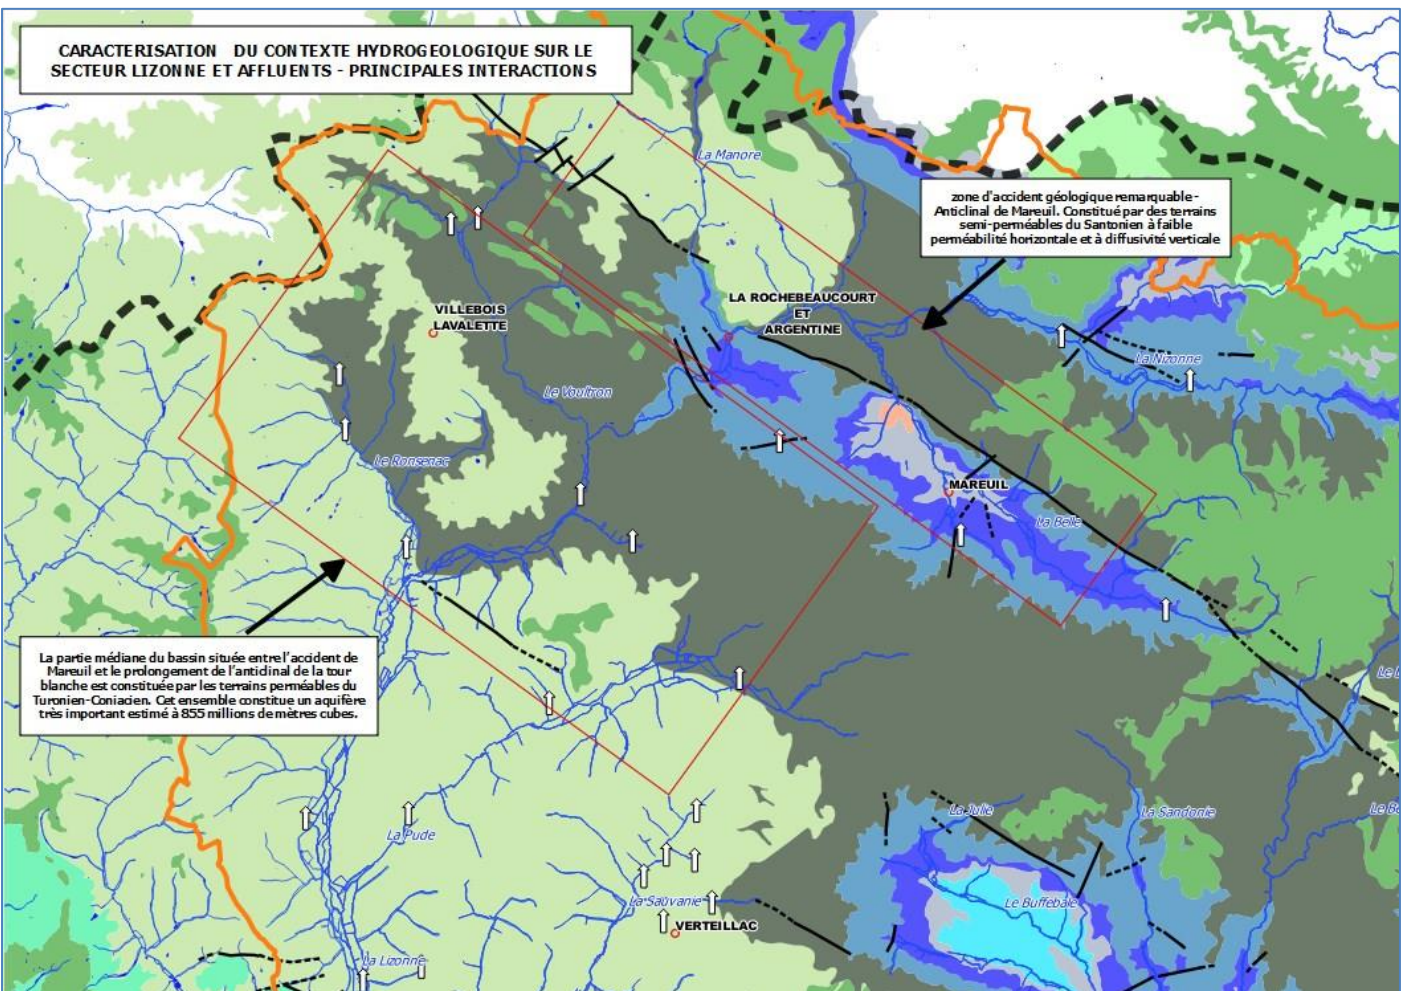 CARACTERISATION DU CONTEXTE HYDROGEOLOGIQUE SUR LE
SECTEUR LIZONNE ET AFFLUENTS - PRINCIPALES INTERACTIONS
La Manore
zone d'accident géologique remarquable -
Anticlinal de Mareuil. Constitué par des terrains
semi-perméables du Santonien à faible
perméabilité horizontale et à diffusivité verticale
LA ROCHEBEAUCOURT
ET
ARGENTINE
VILLEBOIS
LAVALETTE
La Nizonne
Le Voultron
Le Ronsenac
MAREUIL
La Belle
La partie médiane du bassin située entre l'accident de
Mareuil et le prolongement de l'anticlinal de la tour
blanche est constituée par les terrains perméables du
Turonien-Coniacien. Cet ensemble constitue un aquifère
très important estimé à 855 millions de mètres cubes.
La Julie
La Sandonie
La Pude
La Sauvanie
Le Buffebale
VERTEILLAC
La Lizonne